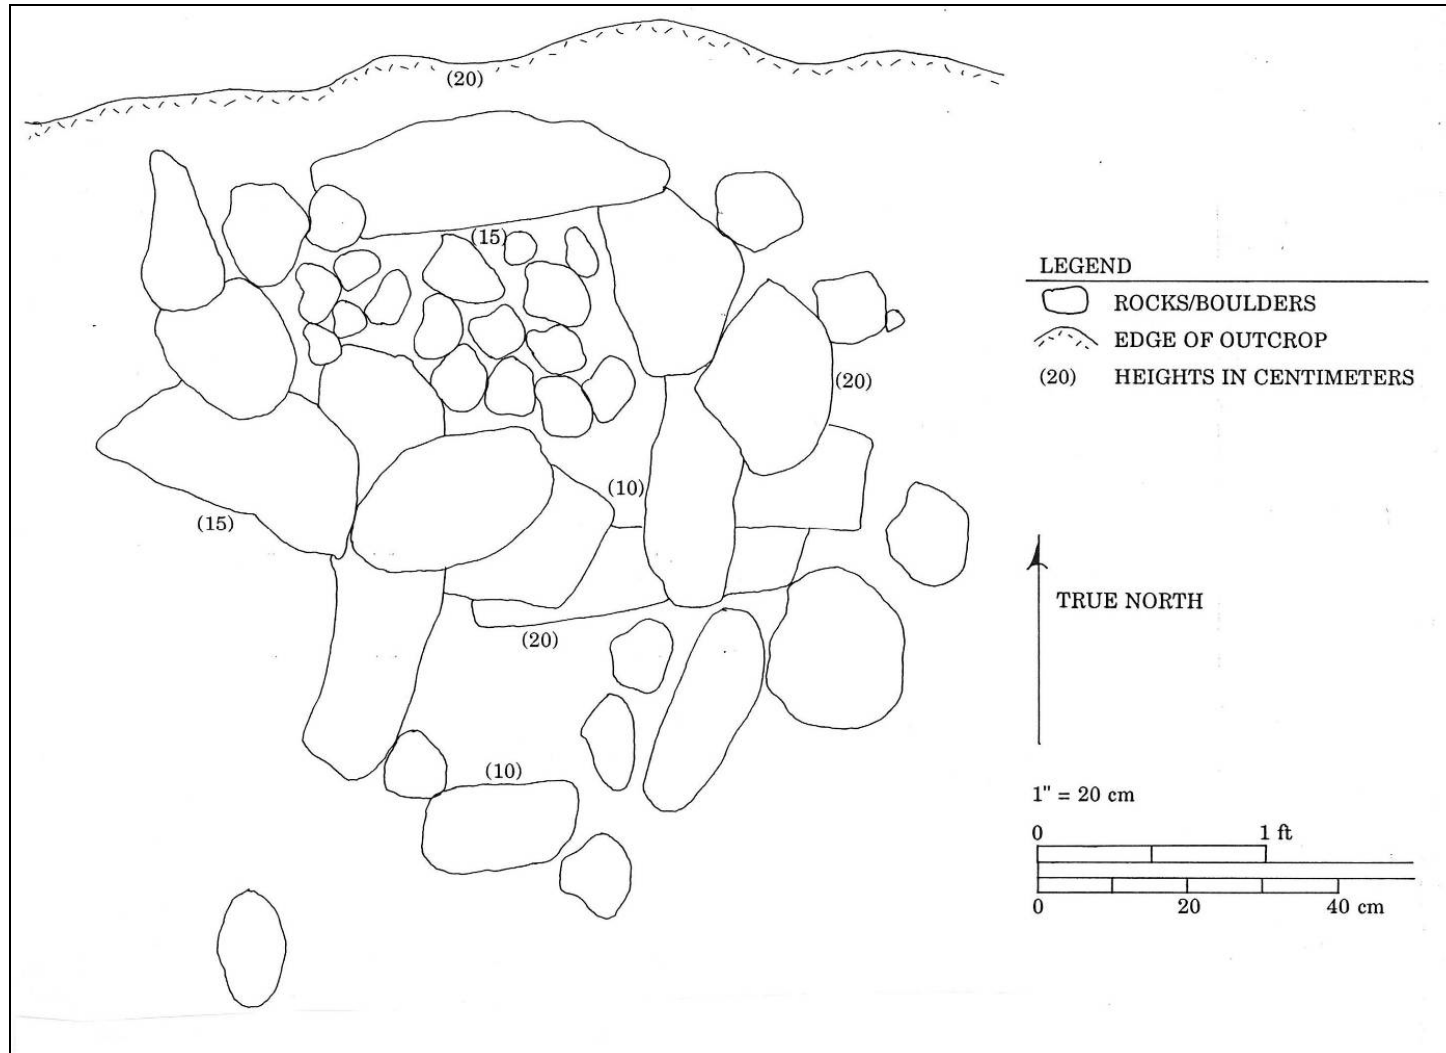 (20)
(15)
(20)
(10)
(15)
(20)
(10)
LEGEND
ROCKS/BOULDERS
EDGE OF OUTCROP
(20) HEIGHTS IN CENTIMETERS
TRUE NORTH
1" = 20 cm
0 1 ft
0 20 40 cm